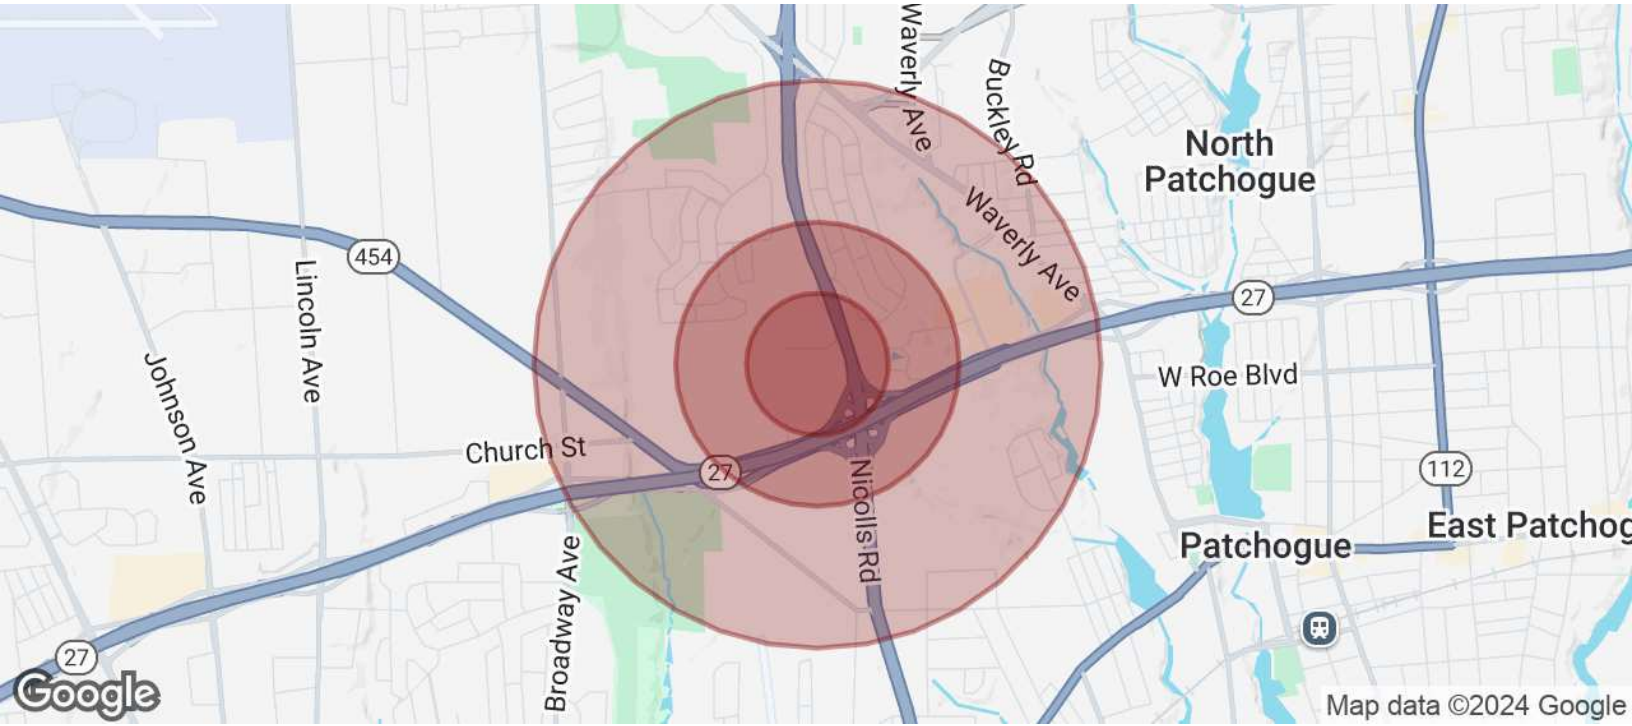 Waverly Ave
Buckley Rd
North
Patchogue
Waverly Ave
454
27
Lincoln Ave
Johnson Ave
W Roe Blvd
Church St
27
112
Nicolls Rd
East Patchog
Patchogue
Broadway Ave
27
Google
Map data ©2024 Google